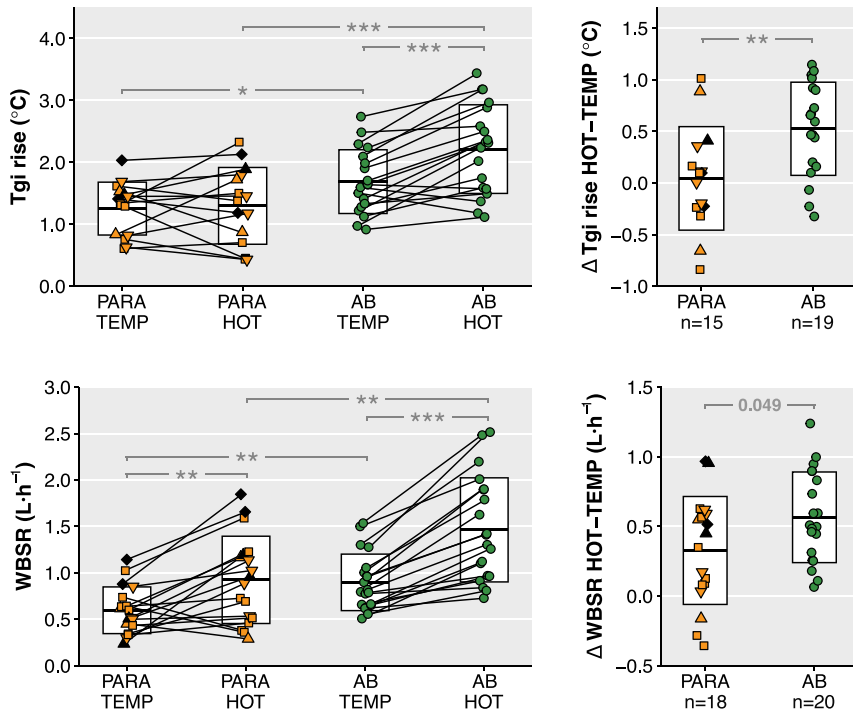 Tgi rise (°C)
4.0
3.0
2.0
1.0
0.0
***
***
*
PARA TEMP
PARA HOT
AB TEMP
AB HOT
Δ Tgi rise HOT−TEMP (°C)
1.5
1.0
0.5
0.0
−0.5
−1.0
**
PARA n=15
AB n=19
WBSR (L·h⁻¹)
3.0
2.5
2.0
1.5
1.0
0.5
0.0
**
***
**
**
PARA TEMP
PARA HOT
AB TEMP
AB HOT
Δ WBSR HOT−TEMP (L·h⁻¹)
1.5
1.0
0.5
0.0
−0.5
0.049
PARA n=18
AB n=20